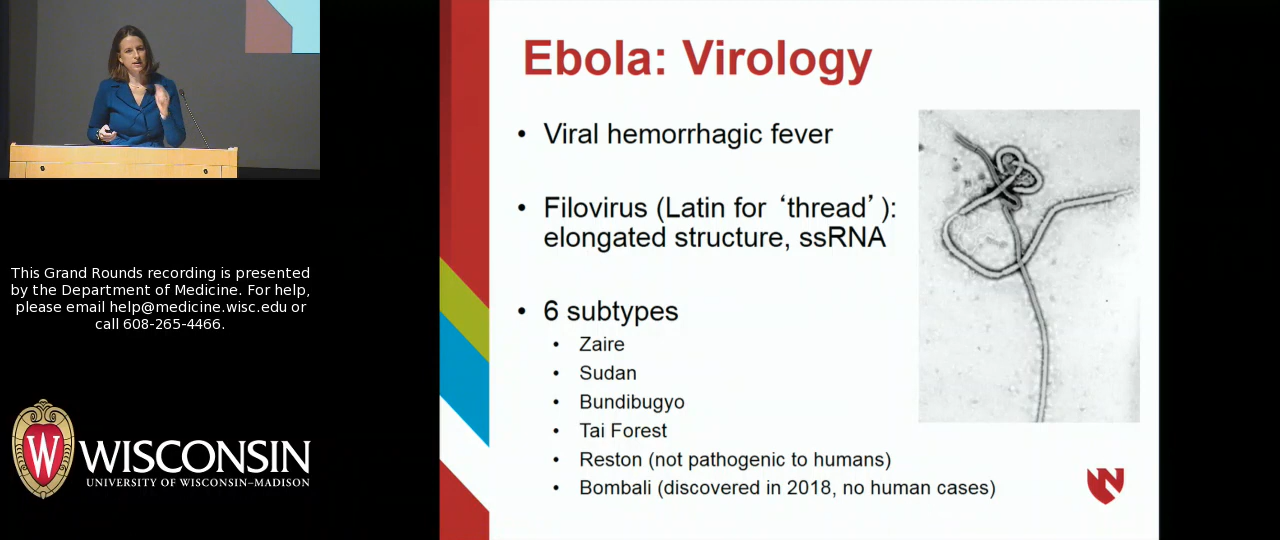 This Grand Rounds recording is presented
by the Department of Medicine. For help,
please email help@medicine.wisc.edu or
call 608-265-4466.
W
WISCONSIN
UNIVERSITY OF WISCONSIN–MADISON
Ebola: Virology
• Viral hemorrhagic fever
• Filovirus (Latin for ‘thread’):
elongated structure, ssRNA
• 6 subtypes
• Zaire
• Sudan
• Bundibugyo
• Tai Forest
• Reston (not pathogenic to humans)
• Bombali (discovered in 2018, no human cases)
N